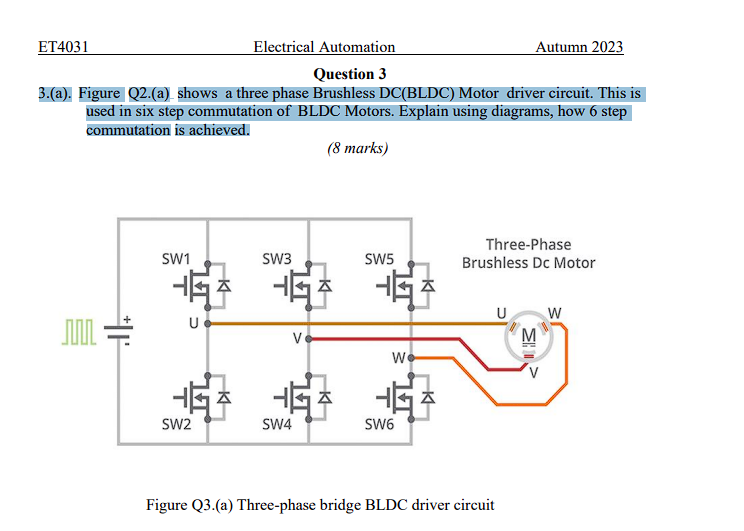 ET4031 Electrical Automation Autumn 2023
Question 3
3.(a). Figure Q2.(a) shows a three phase Brushless DC(BLDC) Motor driver circuit. This is
used in six step commutation of BLDC Motors. Explain using diagrams, how 6 step
commutation is achieved.
(8 marks)
Three-Phase
Brushless Dc Motor
SW1 SW3 SW5
U W
+
U
M
V
W
V
-
SW2 SW4 SW6
Figure Q3.(a) Three-phase bridge BLDC driver circuit